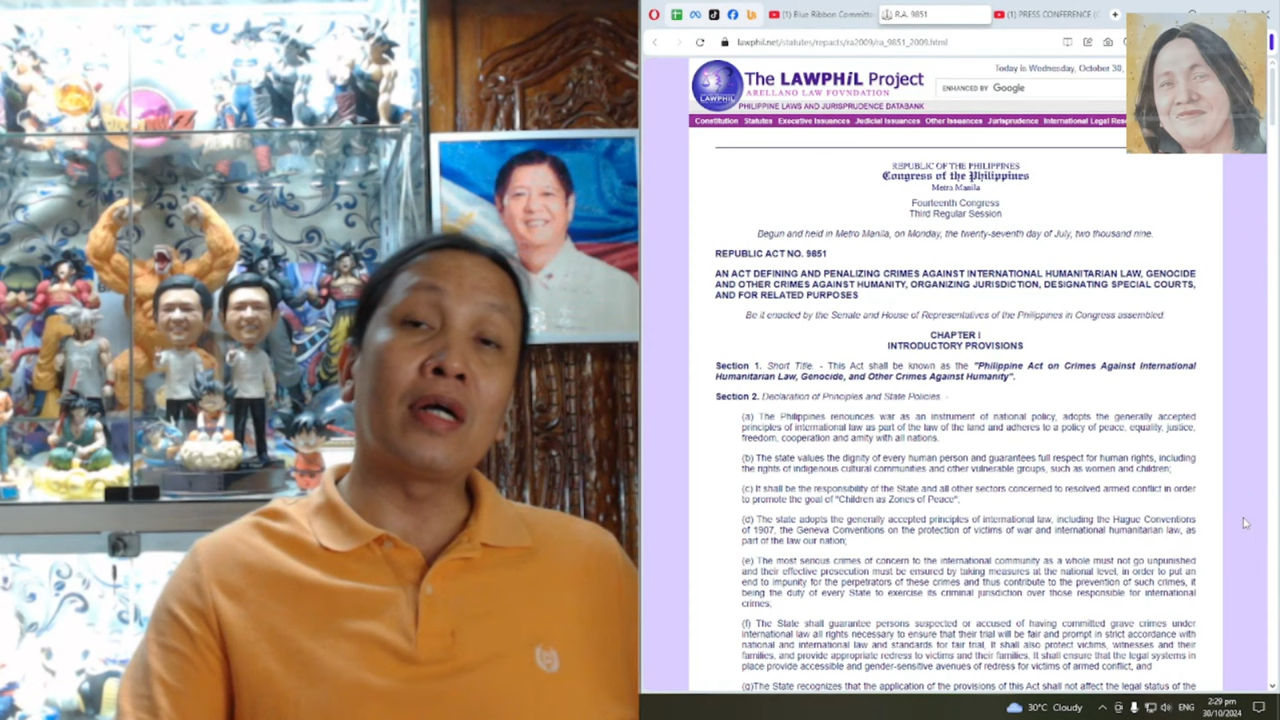 (1) Blue Ribbon Committe
R.A. 9851
(1) PRESS CONFERENCE (
lawphil.net/statutes/repacts/ra2009/ra_9851_2009.html
Today is Wednesday, October 30,
The LAWPHiL Project
ARELLANO LAW FOUNDATION
PHILIPPINE LAWS AND JURISPRUDENCE DATABANK
LAWPHIL
ENHANCED BY Google
Constitution Statutes Executive Issuances Judicial Issuances Other Issuances Jurisprudence International Legal Res
REPUBLIC OF THE PHILIPPINES
Congress of the Philippines
Metro Manila
Fourteenth Congress
Third Regular Session
Begun and held in Metro Manila, on Monday, the twenty-seventh day of July, two thousand nine.
REPUBLIC ACT NO. 9851
AN ACT DEFINING AND PENALIZING CRIMES AGAINST INTERNATIONAL HUMANITARIAN LAW, GENOCIDE
AND OTHER CRIMES AGAINST HUMANITY, ORGANIZING JURISDICTION, DESIGNATING SPECIAL COURTS,
AND FOR RELATED PURPOSES
Be it enacted by the Senate and House of Representatives of the Philippines in Congress assembled:
CHAPTER I
INTRODUCTORY PROVISIONS
Section 1. Short Title. - This Act shall be known as the "Philippine Act on Crimes Against International
Humanitarian Law, Genocide, and Other Crimes Against Humanity".
Section 2. Declaration of Principles and State Policies. -
(a) The Philippines renounces war as an instrument of national policy, adopts the generally accepted
principles of international law as part of the law of the land and adheres to a policy of peace, equality, justice,
freedom, cooperation and amity with all nations.
(b) The state values the dignity of every human person and guarantees full respect for human rights, including
the rights of indigenous cultural communities and other vulnerable groups, such as women and children;
(c) It shall be the responsibility of the State and all other sectors concerned to resolved armed conflict in order
to promote the goal of "Children as Zones of Peace";
(d) The state adopts the generally accepted principles of international law, including the Hague Conventions
of 1907, the Geneva Conventions on the protection of victims of war and international humanitarian law, as
part of the law our nation;
(e) The most serious crimes of concern to the international community as a whole must not go unpunished
and their effective prosecution must be ensured by taking measures at the national level, in order to put an
end to impunity for the perpetrators of these crimes and thus contribute to the prevention of such crimes, it
being the duty of every State to exercise its criminal jurisdiction over those responsible for international
crimes;
(f) The State shall guarantee persons suspected or accused of having committed grave crimes under
international law all rights necessary to ensure that their trial will be fair and prompt in strict accordance with
national and international law and standards for fair trial, It shall also protect victims, witnesses and their
families, and provide appropriate redress to victims and their families, It shall ensure that the legal systems in
place provide accessible and gender-sensitive avenues of redress for victims of armed conflict, and
(g)The State recognizes that the application of the provisions of this Act shall not affect the legal status of the
30°C Cloudy
ENG
2:29 pm
30/10/2024